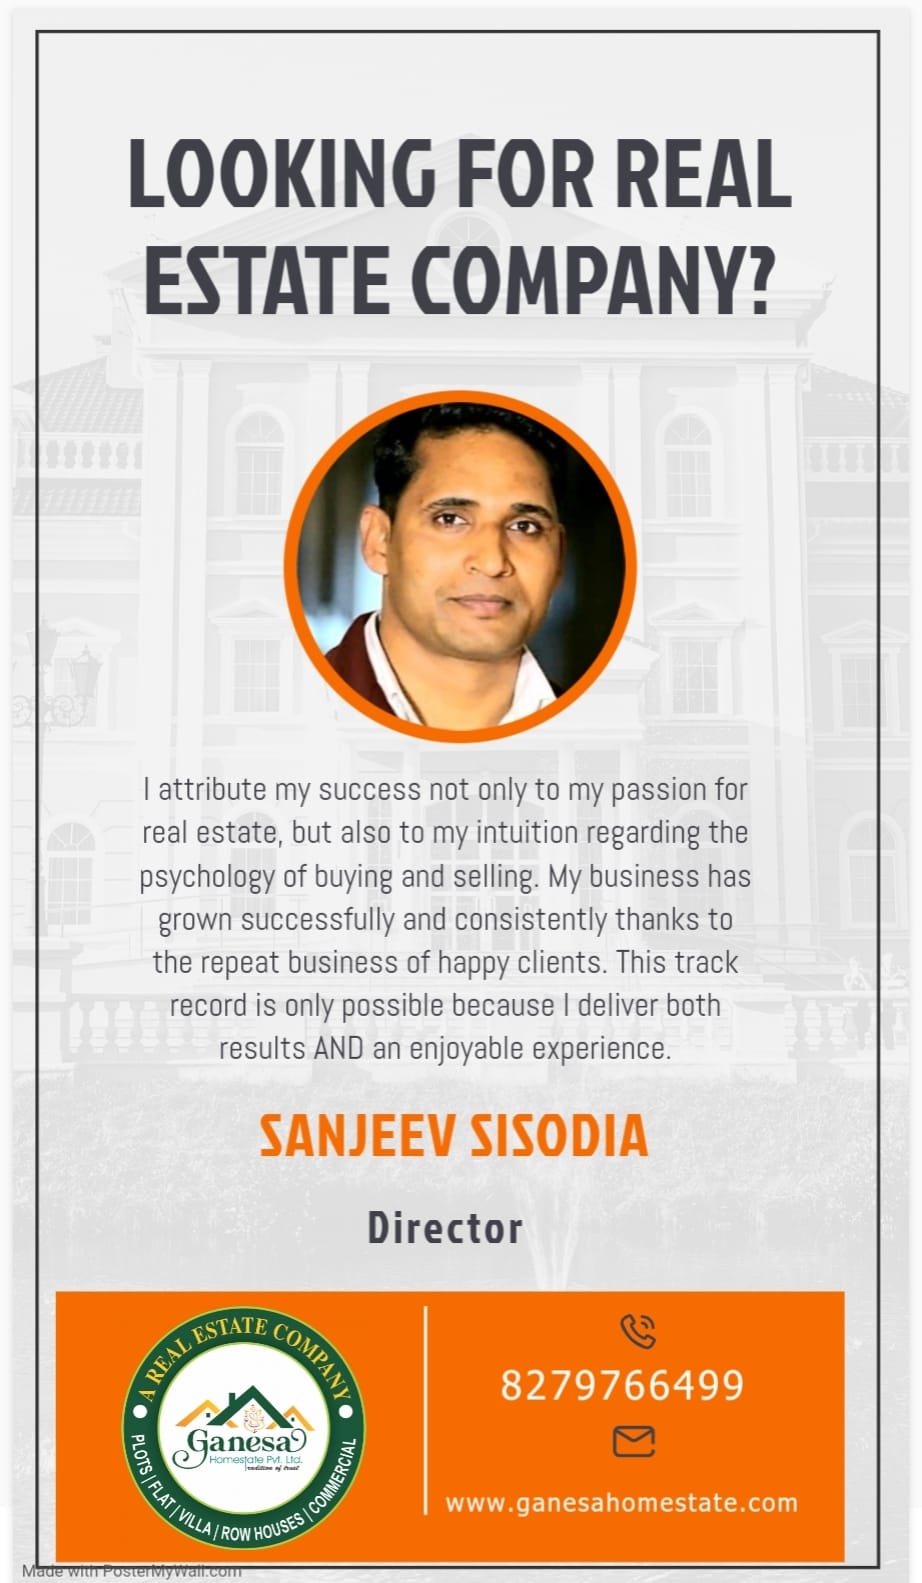 LOOKING FOR REAL
ESTATE COMPANY?
I attribute my success not only to my passion for
real estate, but also to my intuition regarding the
psychology of buying and selling. My business has
grown successfully and consistently thanks to
the repeat business of happy clients. This track
record is only possible because I deliver both
results AND an enjoyable experience.
SANJEEV SISODIA
Director
A REAL ESTATE COMPANY
Ganesa
Homestate Pvt. Ltd.
tradition of trust
PLOTS | FLAT | VILLA | ROW HOUSES | COMMERCIAL
8279766499
www.ganesahomestate.com
Made with PosterMyWall.com